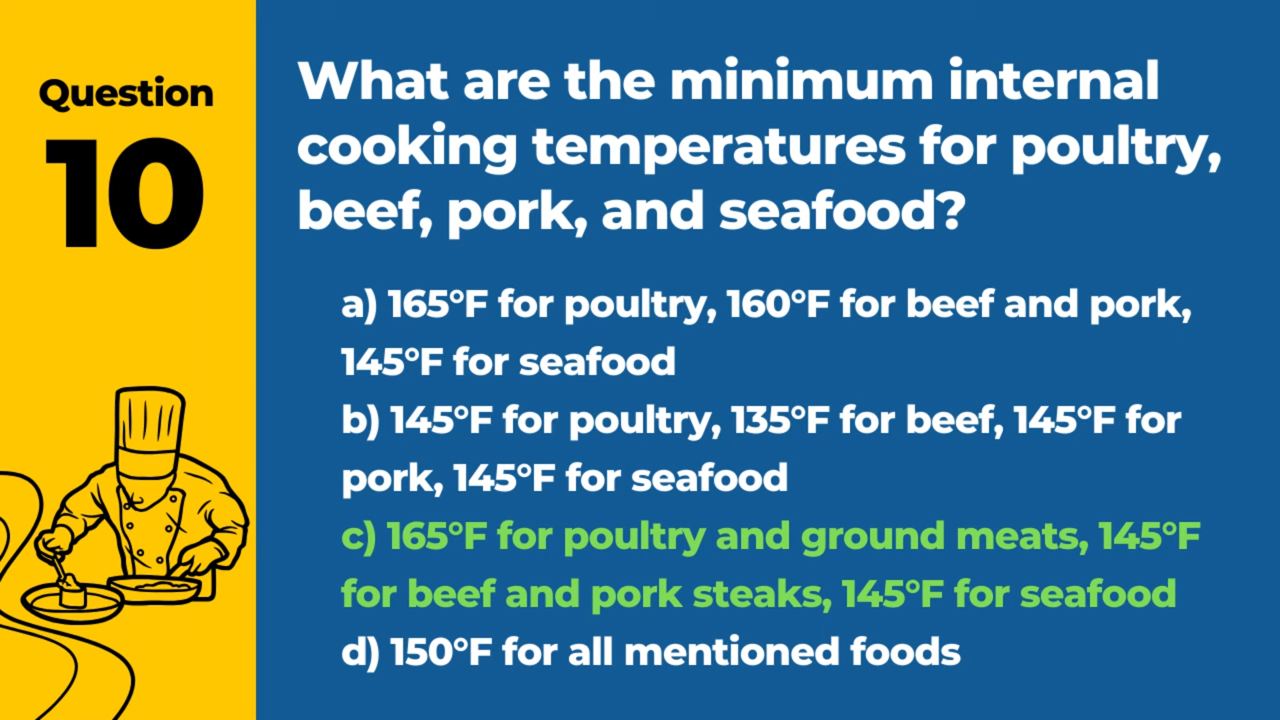 Question
10
What are the minimum internal
cooking temperatures for poultry,
beef, pork, and seafood?
a) 165°F for poultry, 160°F for beef and pork,
145°F for seafood
b) 145°F for poultry, 135°F for beef, 145°F for
pork, 145°F for seafood
c) 165°F for poultry and ground meats, 145°F
for beef and pork steaks, 145°F for seafood
d) 150°F for all mentioned foods